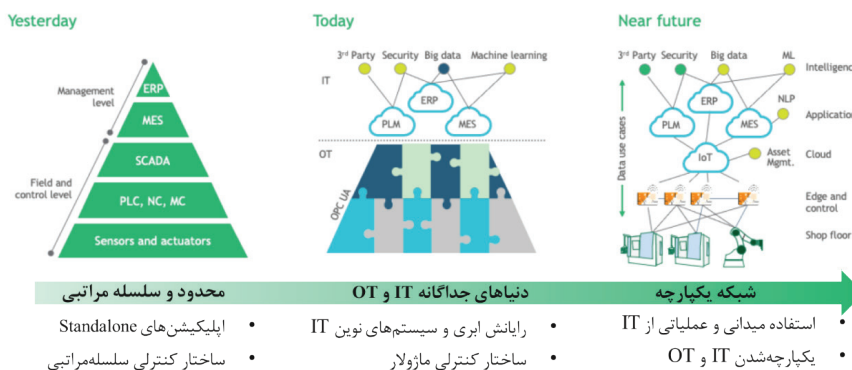 Yesterday
Today
Near future
Management level
Field and control level
ERP
MES
SCADA
PLC, NC, MC
Sensors and actuators
3rd Party
Security
Big data
Machine learning
IT
ERP
PLM
MES
OT
OPC UA
3rd Party
Security
Big data
ML
Intelligence
NLP
ERP
PLM
MES
Application
IoT
Asset Mgmt.
Cloud
Data use cases
Edge and control
Shop floor
محدود و سلسله مراتبی
دنیاهای جداگانه IT و OT
شبکه یکپارچه
• اپلیکیشن‌های Standalone
• ساختار کنترلی سلسله‌مراتبی
• رایانش ابری و سیستم‌های نوین IT
• ساختار کنترلی ماژولار
• استفاده میدانی و عملیاتی از IT
• یکپارچه‌شدن IT و OT